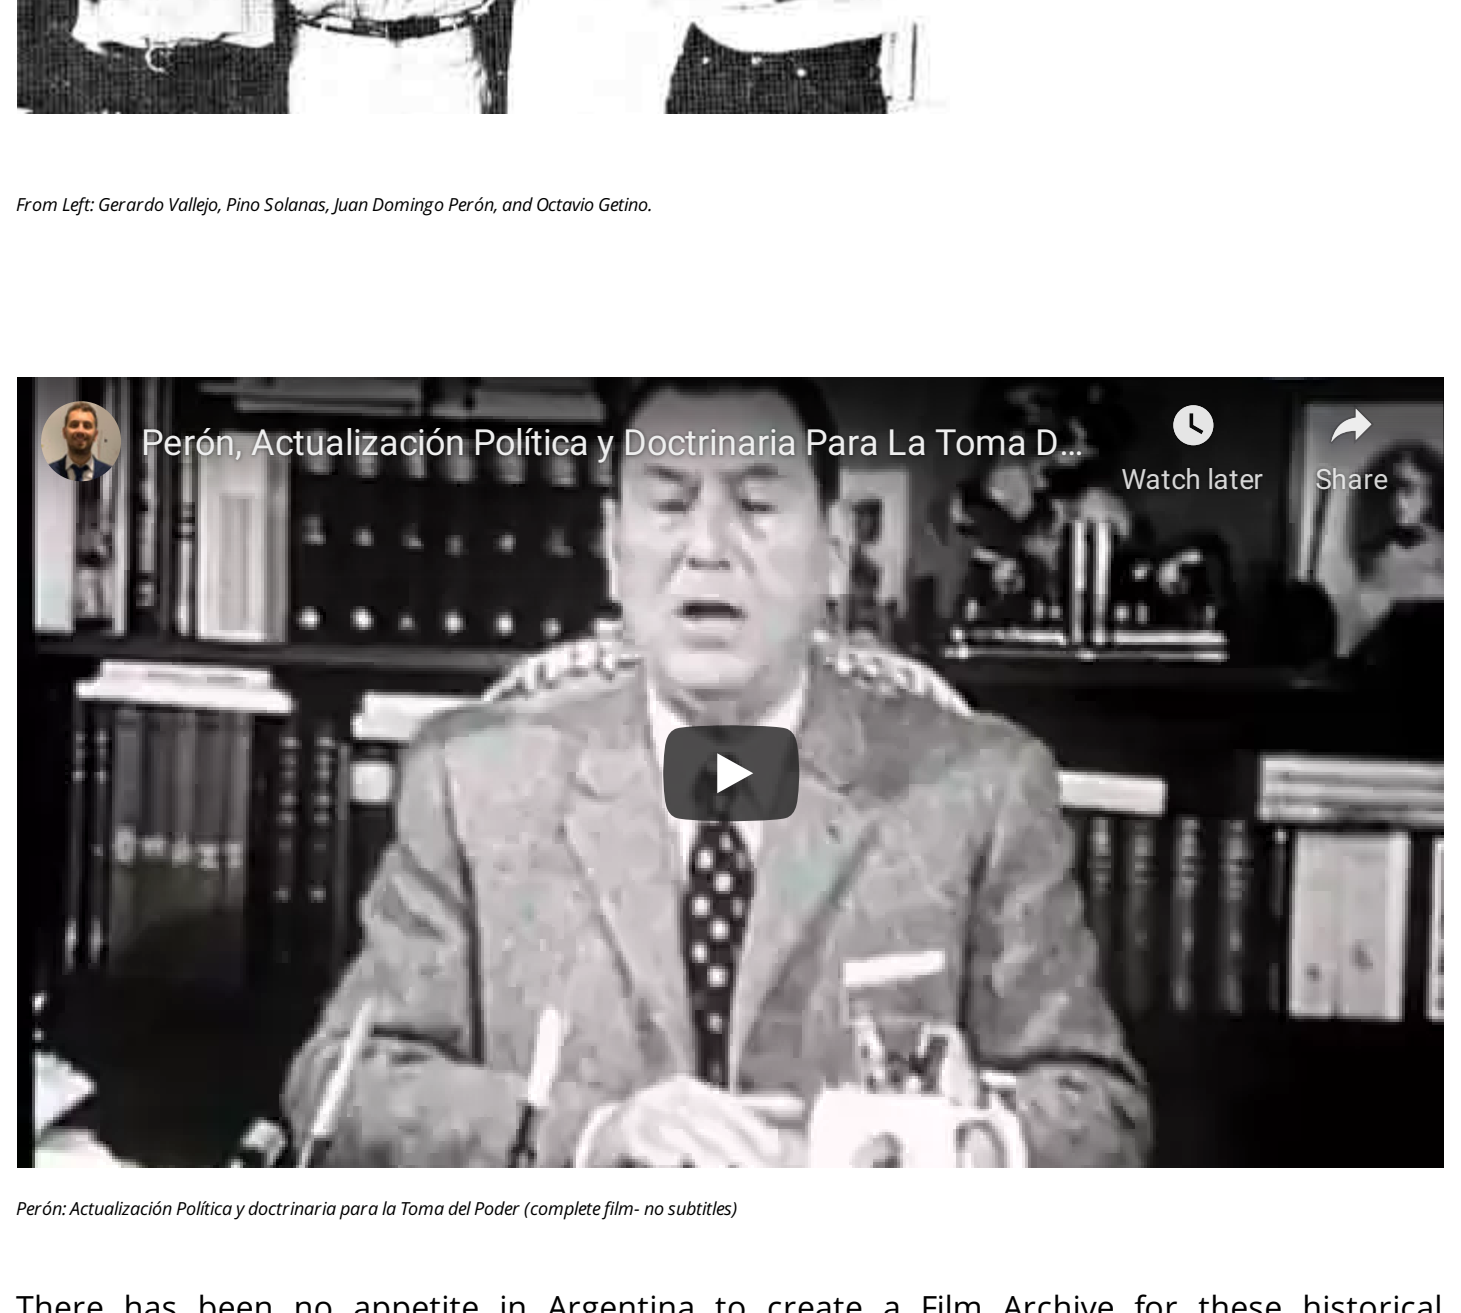 From Left: Gerardo Vallejo, Pino Solanas, Juan Domingo Perón, and Octavio Getino.
Perón, Actualización Política y Doctrinaria Para La Toma D...
Watch later
Share
Perón: Actualización Política y doctrinaria para la Toma del Poder (complete film- no subtitles)
There has been no appetite in Argentina to create a Film Archive for these historical